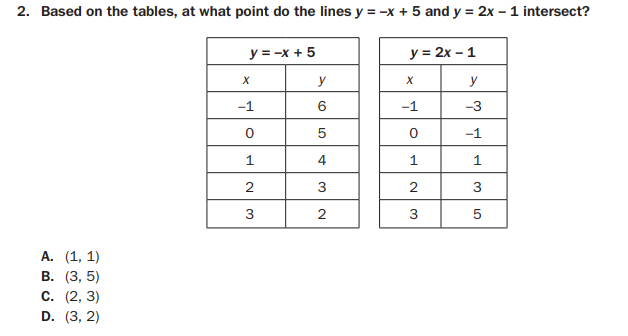 2. Based on the tables, at what point do the lines y = –x + 5 and y = 2x – 1 intersect?
y = –x + 5 y = 2x – 1
x y x y
–1 6 –1 –3
0 5 0 –1
1 4 1 1
2 3 2 3
3 2 3 5
A. (1, 1)
B. (3, 5)
C. (2, 3)
D. (3, 2)